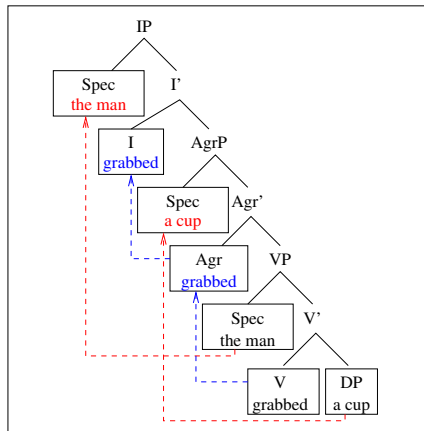 IP
Spec
the man
I'
I
grabbed
AgrP
Spec
a cup
Agr'
Agr
grabbed
VP
Spec
the man
V'
V
grabbed
DP
a cup